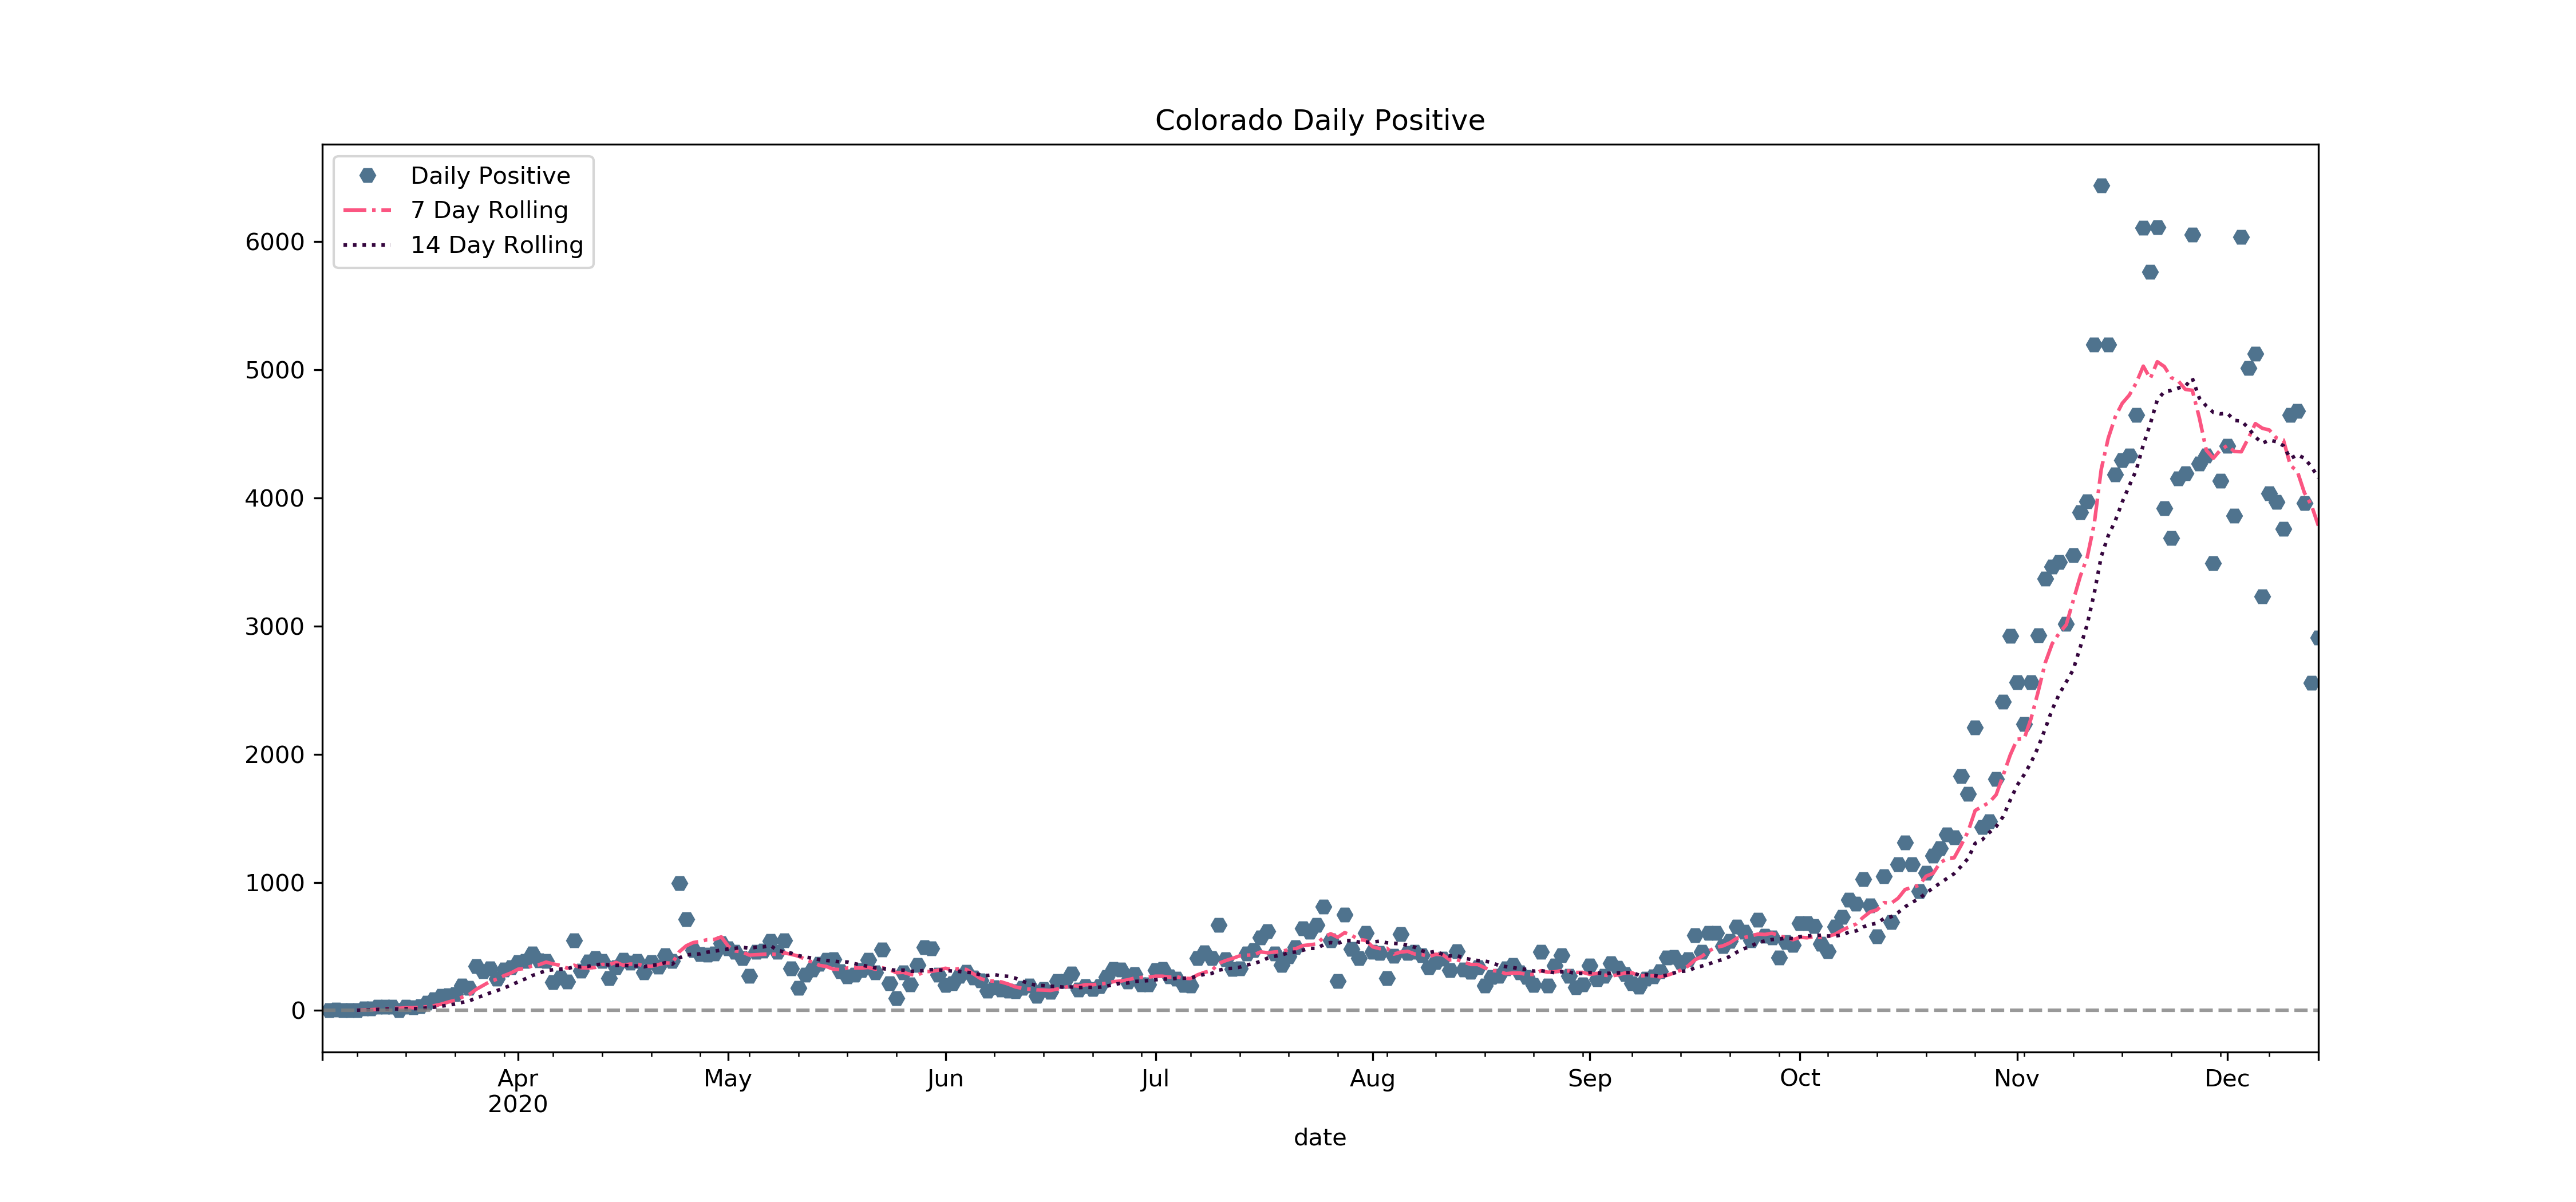 Colorado Daily Positive
Daily Positive
7 Day Rolling
14 Day Rolling
6000
5000
4000
3000
2000
1000
0
Apr May Jun Jul Aug Sep Oct Nov Dec
2020
date